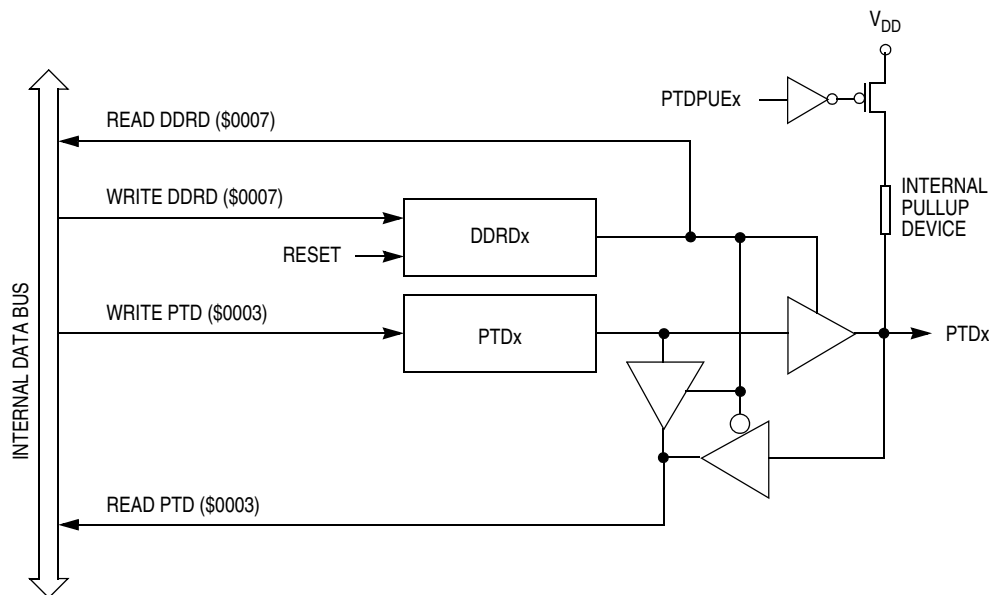 VDD
PTDPUEx
READ DDRD ($0007)
WRITE DDRD ($0007)
INTERNAL
PULLUP
DEVICE
DDRDx
RESET
WRITE PTD ($0003)
PTDx
PTDx
INTERNAL DATA BUS
READ PTD ($0003)